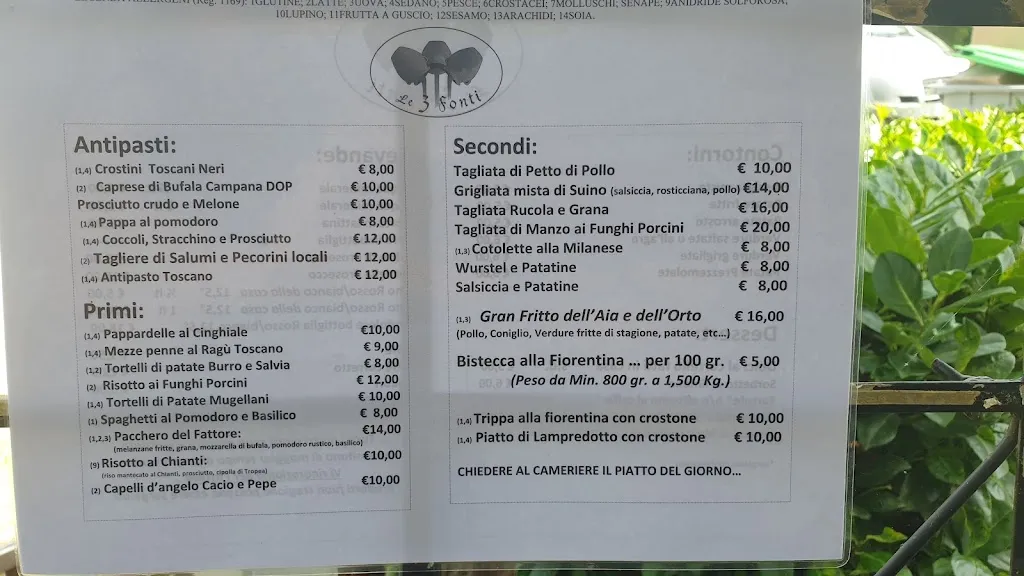 1GLUTINE; 2LATTE; 3UOVA; 4SEDANO; 5PESCE; 6CROSTACEI; 7MOLLUSCHI; SENAPE; 9ANIDRIDE SOLFOROSA;
10LUPINO; 11FRUTTA A GUSCIO; 12SESAMO; 13ARACHIDI; 14SOIA.
Le 3 fonti
Antipasti:
(1,4) Crostini Toscani Neri € 8,00
(2) Caprese di Bufala Campana DOP € 10,00
Prosciutto crudo e Melone € 10,00
(1,4) Pappa al pomodoro € 8,00
(1,4) Coccoli, Stracchino e Prosciutto € 12,00
(2) Tagliere di Salumi e Pecorini locali € 12,00
(1,4) Antipasto Toscano € 12,00
Primi:
(1,4) Pappardelle al Cinghiale €10,00
(1,4) Mezze penne al Ragù Toscano € 9,00
(1,2) Tortelli di patate Burro e Salvia € 8,00
(2) Risotto ai Funghi Porcini € 12,00
(1,4) Tortelli di Patate Mugellani € 10,00
(1) Spaghetti al Pomodoro e Basilico € 8,00
(1,2,3) Pacchero del Fattore: €14,00
(melanzane fritte, grana, mozzarella di bufala, pomodoro rustico, basilico)
(9) Risotto al Chianti: €10,00
(riso mantecato al Chianti, prosciutto, cipolla di Tropea)
(2) Capelli d'angelo Cacio e Pepe €10,00
Secondi:
Tagliata di Petto di Pollo € 10,00
Grigliata mista di Suino (salsiccia, rosticciana, pollo) €14,00
Tagliata Rucola e Grana € 16,00
Tagliata di Manzo ai Funghi Porcini € 20,00
(1,3) Cotolette alla Milanese € 8,00
Wurstel e Patatine € 8,00
Salsiccia e Patatine € 8,00
(1,3) Gran Fritto dell'Aia e dell'Orto € 16,00
(Pollo, Coniglio, Verdure fritte di stagione, patate, etc...)
Bistecca alla Fiorentina ... per 100 gr. € 5,00
(Peso da Min. 800 gr. a 1,500 Kg.)
(1,4) Trippa alla fiorentina con crostone € 10,00
(1,4) Piatto di Lampredotto con crostone € 10,00
CHIEDERE AL CAMERIERE IL PIATTO DEL GIORNO...